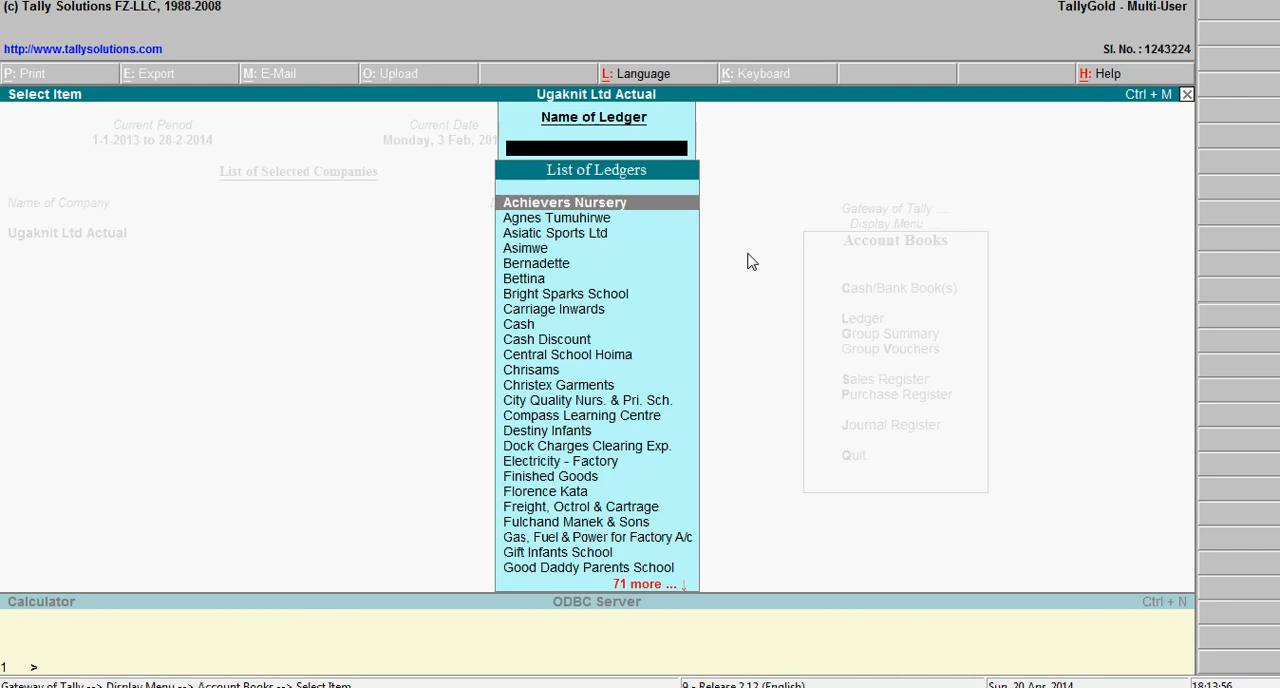 (c) Tally Solutions FZ-LLC, 1988-2008
TallyGold - Multi-User
http://www.tallysolutions.com
Sl. No. : 1243224
P: Print
E: Export
M: E-Mail
O: Upload
L: Language
K: Keyboard
H: Help
Select Item
Ugaknit Ltd Actual
Ctrl + M
Current Period
1-1-2013 to 28-2-2014
Current Date
Monday, 3 Feb, 201
List of Selected Companies
Name of Company
Ugaknit Ltd Actual
Name of Ledger
List of Ledgers
Achievers Nursery
Agnes Tumuhirwe
Asiatic Sports Ltd
Asimwe
Bernadette
Bettina
Bright Sparks School
Carriage Inwards
Cash
Cash Discount
Central School Hoima
Chrisams
Christex Garments
City Quality Nurs. & Pri. Sch.
Compass Learning Centre
Destiny Infants
Dock Charges Clearing Exp.
Electricity - Factory
Finished Goods
Florence Kata
Freight, Octrol & Cartrage
Fulchand Manek & Sons
Gas, Fuel & Power for Factory A/c
Gift Infants School
Good Daddy Parents School
71 more ... ↓
Gateway of Tally ....
Display Menu ....
Account Books
Cash/Bank Book(s)
Ledger
Group Summary
Group Vouchers
Sales Register
Purchase Register
Journal Register
Quit
Calculator
ODBC Server
Ctrl + N
1 >
Gateway of Tally --> Display Menu --> Account Books --> Select Item
9 - Release 2.12 (English)
Sun, 20 Apr, 2014
18:13:56